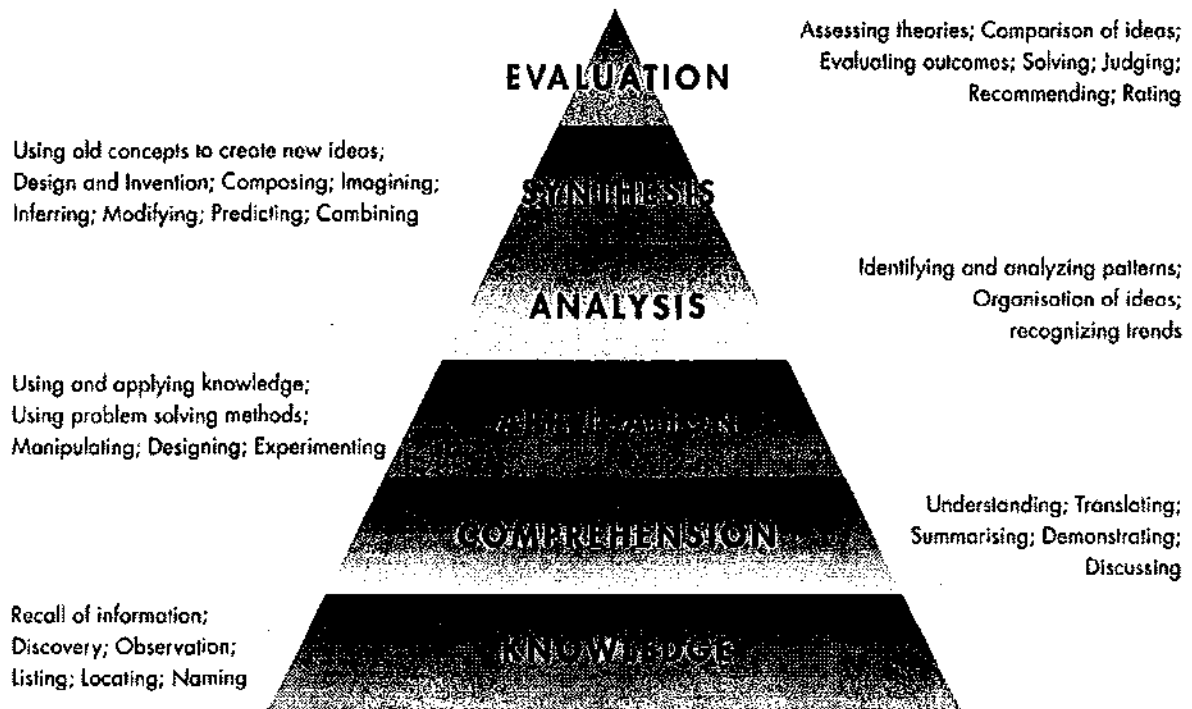 EVALUATION
Assessing theories; Comparison of ideas;
Evaluating outcomes; Solving; Judging;
Recommending; Rating
Using old concepts to create new ideas;
Design and Invention; Composing; Imagining;
Inferring; Modifying; Predicting; Combining
SYNTHESIS
ANALYSIS
Identifying and analyzing patterns;
Organisation of ideas;
recognizing trends
Using and applying knowledge;
Using problem solving methods;
Manipulating; Designing; Experimenting
APPLICATION
COMPREHENSION
Understanding; Translating;
Summarising; Demonstrating;
Discussing
Recall of information;
Discovery; Observation;
Listing; Locating; Naming
KNOWLEDGE